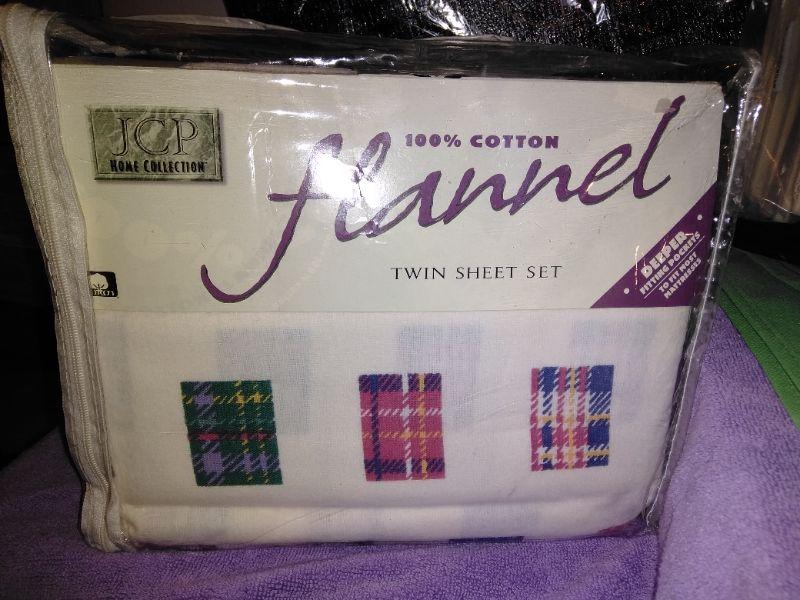 JCP
HOME COLLECTION
100% COTTON
flannel
TWIN SHEET SET
DEEPER
FITTING POCKETS
TO FIT MOST
MATTRESSES